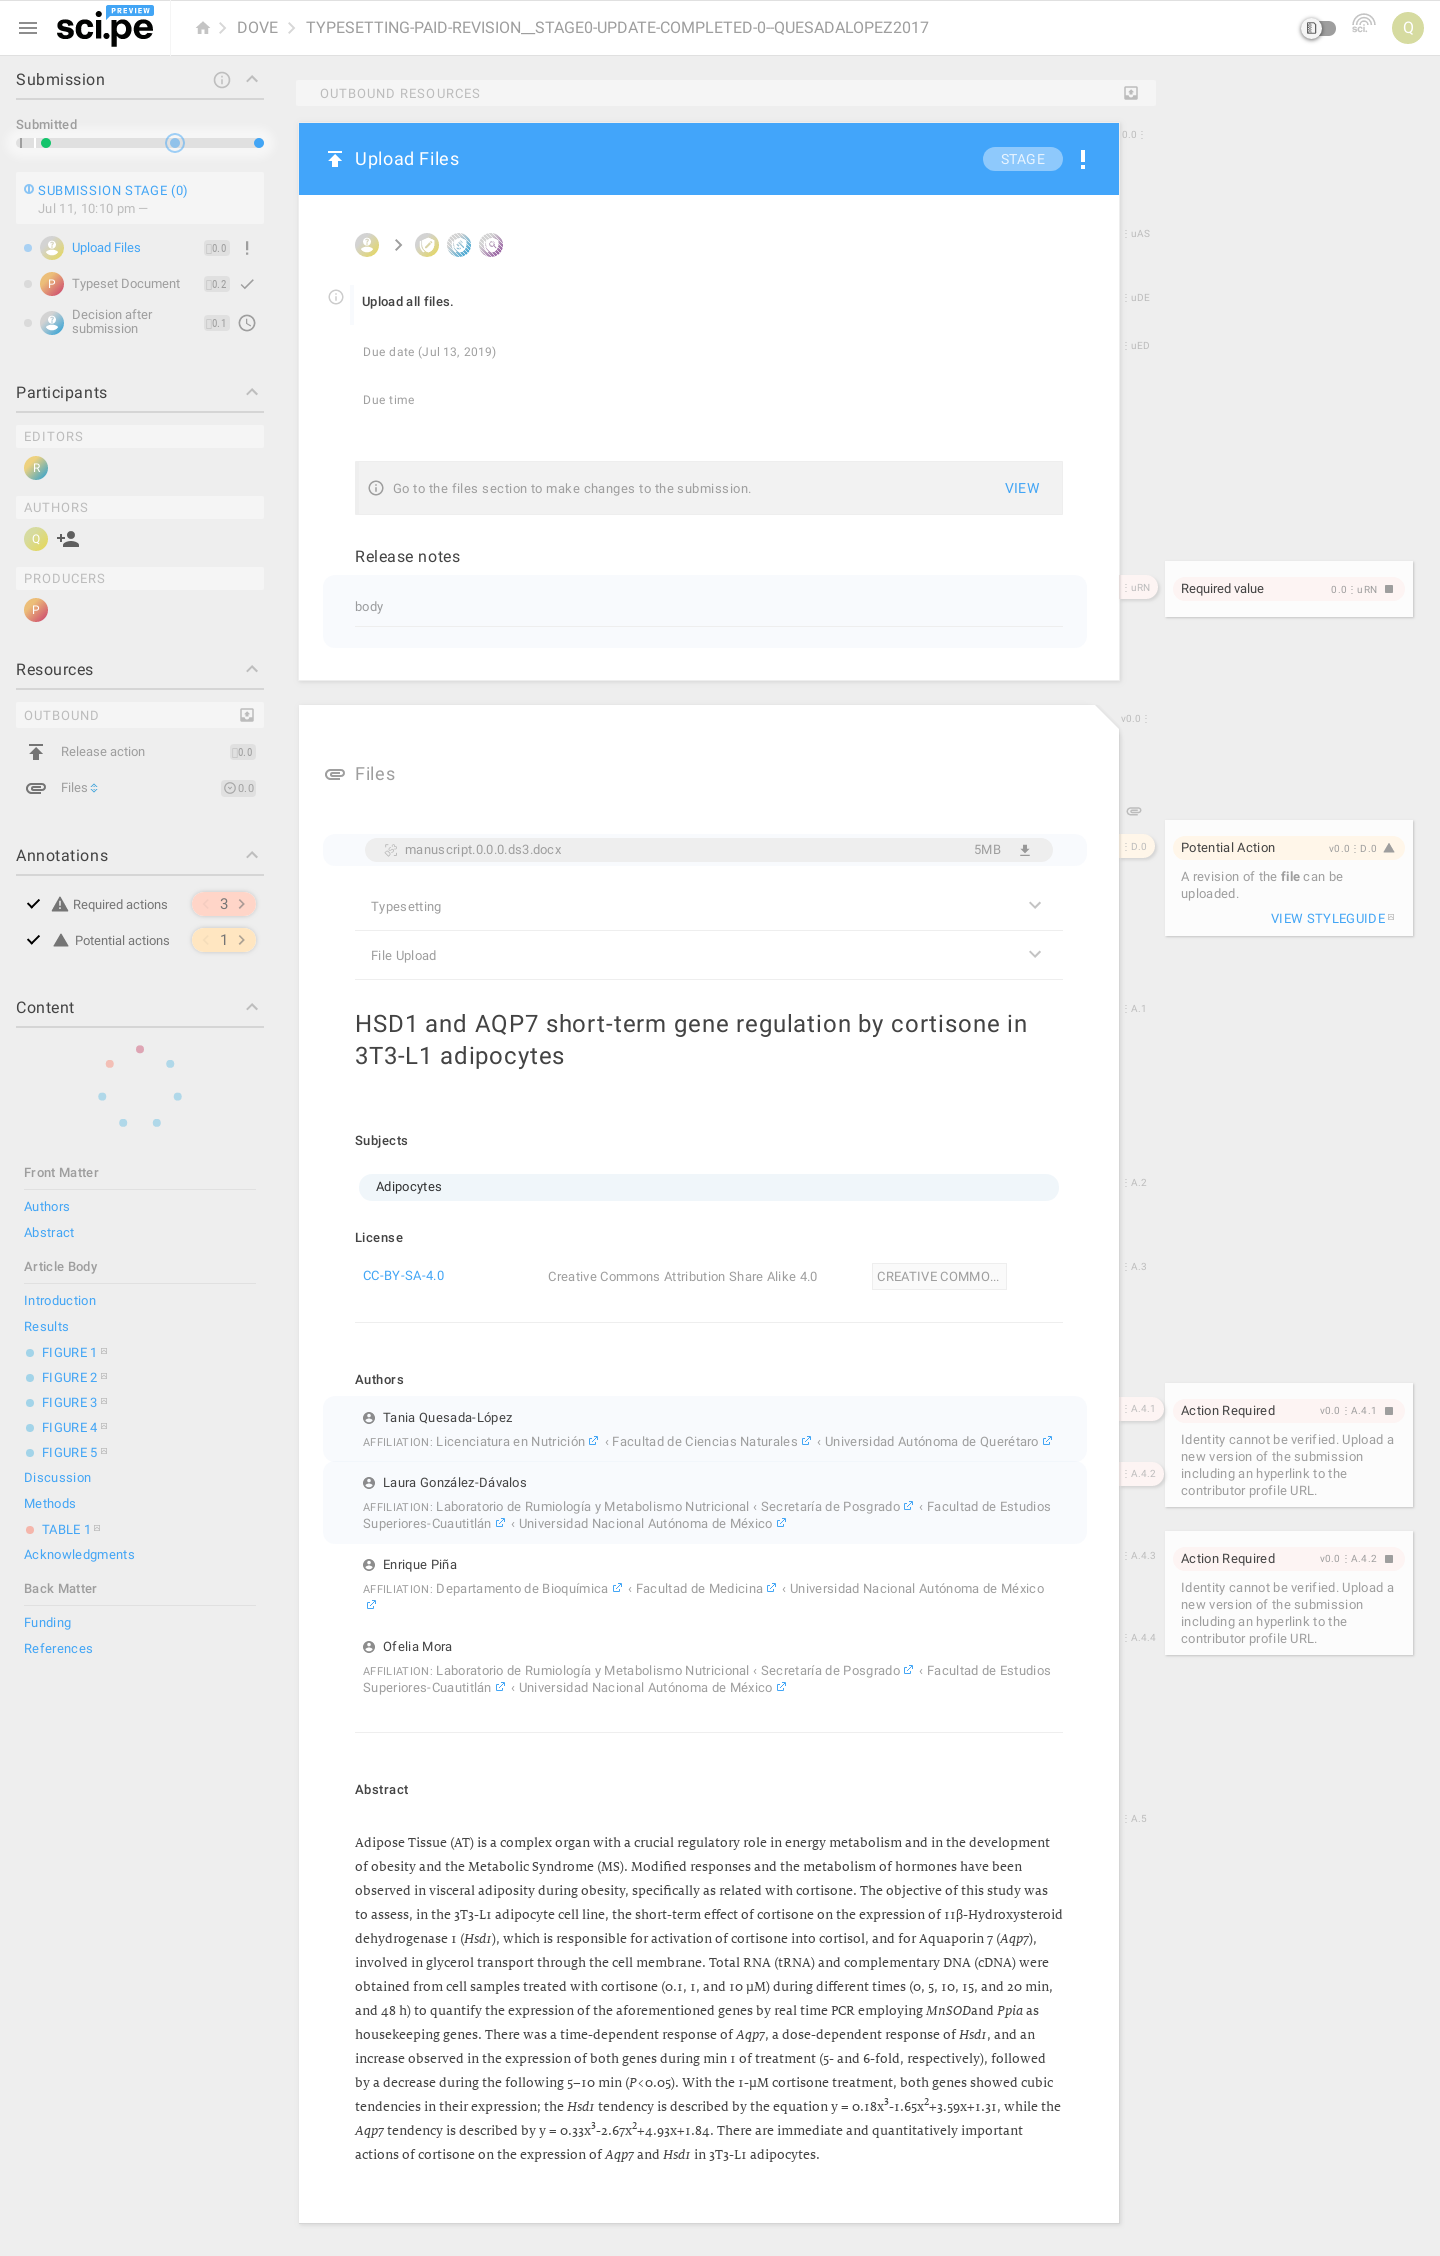 PREVIEW
sci.pe
DOVE
TYPESETTING-PAID-REVISION__STAGE0-UPDATE-COMPLETED-0--QUESADALOPEZ2017
SCI.
Q
Submission
Submitted
SUBMISSION STAGE (0)
Jul 11, 10:10 pm —
Upload Files
0.0
P
Typeset Document
0.2
Decision after
submission
0.1
Participants
EDITORS
R
AUTHORS
Q
PRODUCERS
P
Resources
OUTBOUND
Release action
0.0
Files
0.0
Annotations
Required actions
3
Potential actions
1
Content
Front Matter
Authors
Abstract
Article Body
Introduction
Results
FIGURE 1
FIGURE 2
FIGURE 3
FIGURE 4
FIGURE 5
Discussion
Methods
TABLE 1
Acknowledgments
Back Matter
Funding
References
OUTBOUND RESOURCES
Upload Files
STAGE
0.0⋮
⋮uAS
Upload all files.
⋮uDE
Due date (Jul 13, 2019)
⋮uED
Due time
Go to the files section to make changes to the submission.
VIEW
Release notes
⋮uRN
body
Required value
0.0⋮uRN
v0.0⋮
Files
manuscript.0.0.0.ds3.docx
5MB
⋮D.0
Potential Action
v0.0⋮D.0
A revision of the file can be
uploaded.
VIEW STYLEGUIDE
Typesetting
File Upload
HSD1 and AQP7 short-term gene regulation by cortisone in
3T3-L1 adipocytes
⋮A.1
Subjects
⋮A.2
Adipocytes
License
⋮A.3
CC-BY-SA-4.0
Creative Commons Attribution Share Alike 4.0
CREATIVE COMMO...
Authors
Tania Quesada-López
⋮A.4.1
AFFILIATION: Licenciatura en Nutrición ‹ Facultad de Ciencias Naturales ‹ Universidad Autónoma de Querétaro
Laura González-Dávalos
⋮A.4.2
AFFILIATION: Laboratorio de Rumiología y Metabolismo Nutricional ‹ Secretaría de Posgrado ‹ Facultad de Estudios
Superiores-Cuautitlán ‹ Universidad Nacional Autónoma de México
Enrique Piña
⋮A.4.3
AFFILIATION: Departamento de Bioquímica ‹ Facultad de Medicina ‹ Universidad Nacional Autónoma de México
Ofelia Mora
⋮A.4.4
AFFILIATION: Laboratorio de Rumiología y Metabolismo Nutricional ‹ Secretaría de Posgrado ‹ Facultad de Estudios
Superiores-Cuautitlán ‹ Universidad Nacional Autónoma de México
Action Required
v0.0⋮A.4.1
Identity cannot be verified. Upload a
new version of the submission
including an hyperlink to the
contributor profile URL.
Action Required
v0.0⋮A.4.2
Identity cannot be verified. Upload a
new version of the submission
including an hyperlink to the
contributor profile URL.
Abstract
⋮A.5
Adipose Tissue (AT) is a complex organ with a crucial regulatory role in energy metabolism and in the development
of obesity and the Metabolic Syndrome (MS). Modified responses and the metabolism of hormones have been
observed in visceral adiposity during obesity, specifically as related with cortisone. The objective of this study was
to assess, in the 3T3-L1 adipocyte cell line, the short-term effect of cortisone on the expression of 11β-Hydroxysteroid
dehydrogenase 1 (Hsd1), which is responsible for activation of cortisone into cortisol, and for Aquaporin 7 (Aqp7),
involved in glycerol transport through the cell membrane. Total RNA (tRNA) and complementary DNA (cDNA) were
obtained from cell samples treated with cortisone (0.1, 1, and 10 μM) during different times (0, 5, 10, 15, and 20 min,
and 48 h) to quantify the expression of the aforementioned genes by real time PCR employing MnSODand Ppia as
housekeeping genes. There was a time-dependent response of Aqp7, a dose-dependent response of Hsd1, and an
increase observed in the expression of both genes during min 1 of treatment (5- and 6-fold, respectively), followed
by a decrease during the following 5–10 min (P<0.05). With the 1-μM cortisone treatment, both genes showed cubic
tendencies in their expression; the Hsd1 tendency is described by the equation y = 0.18x³-1.65x²+3.59x+1.31, while the
Aqp7 tendency is described by y = 0.33x³-2.67x²+4.93x+1.84. There are immediate and quantitatively important
actions of cortisone on the expression of Aqp7 and Hsd1 in 3T3-L1 adipocytes.